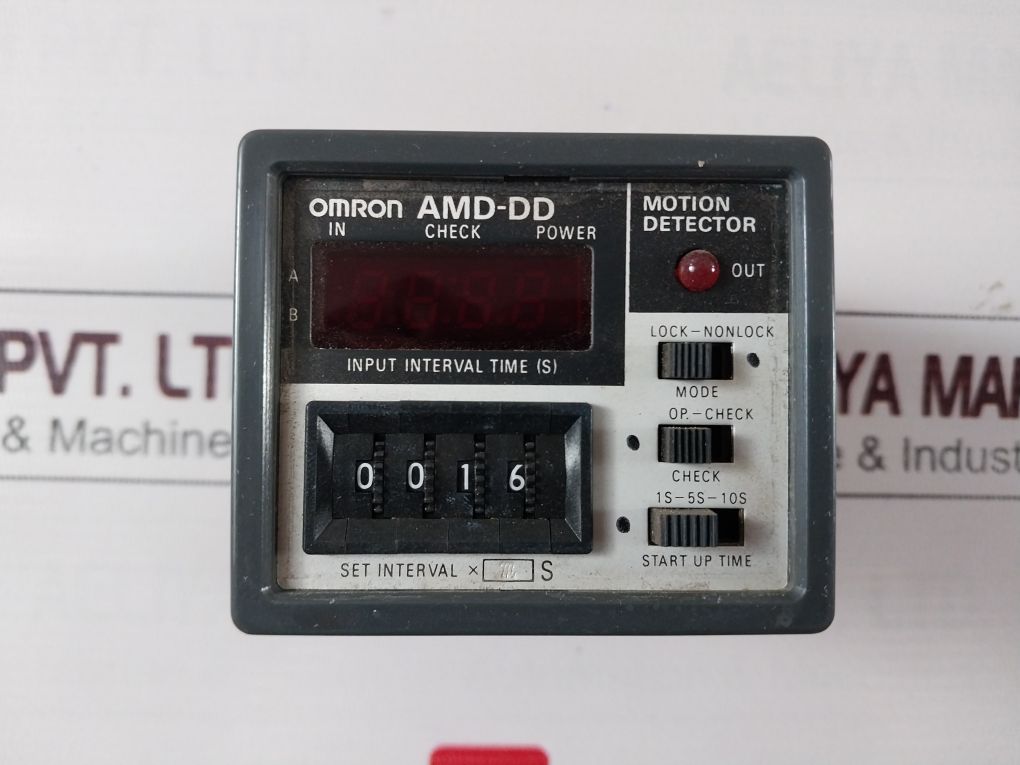 OMRON AMD-DD
IN CHECK POWER
A
B
INPUT INTERVAL TIME (S)
MOTION
DETECTOR
OUT
LOCK-NONLOCK
MODE
OP.-CHECK
CHECK
1S-5S-10S
START UP TIME
0 0 1 6
SET INTERVAL × S
PVT. LT
& Machine
YA MAN
& Indust